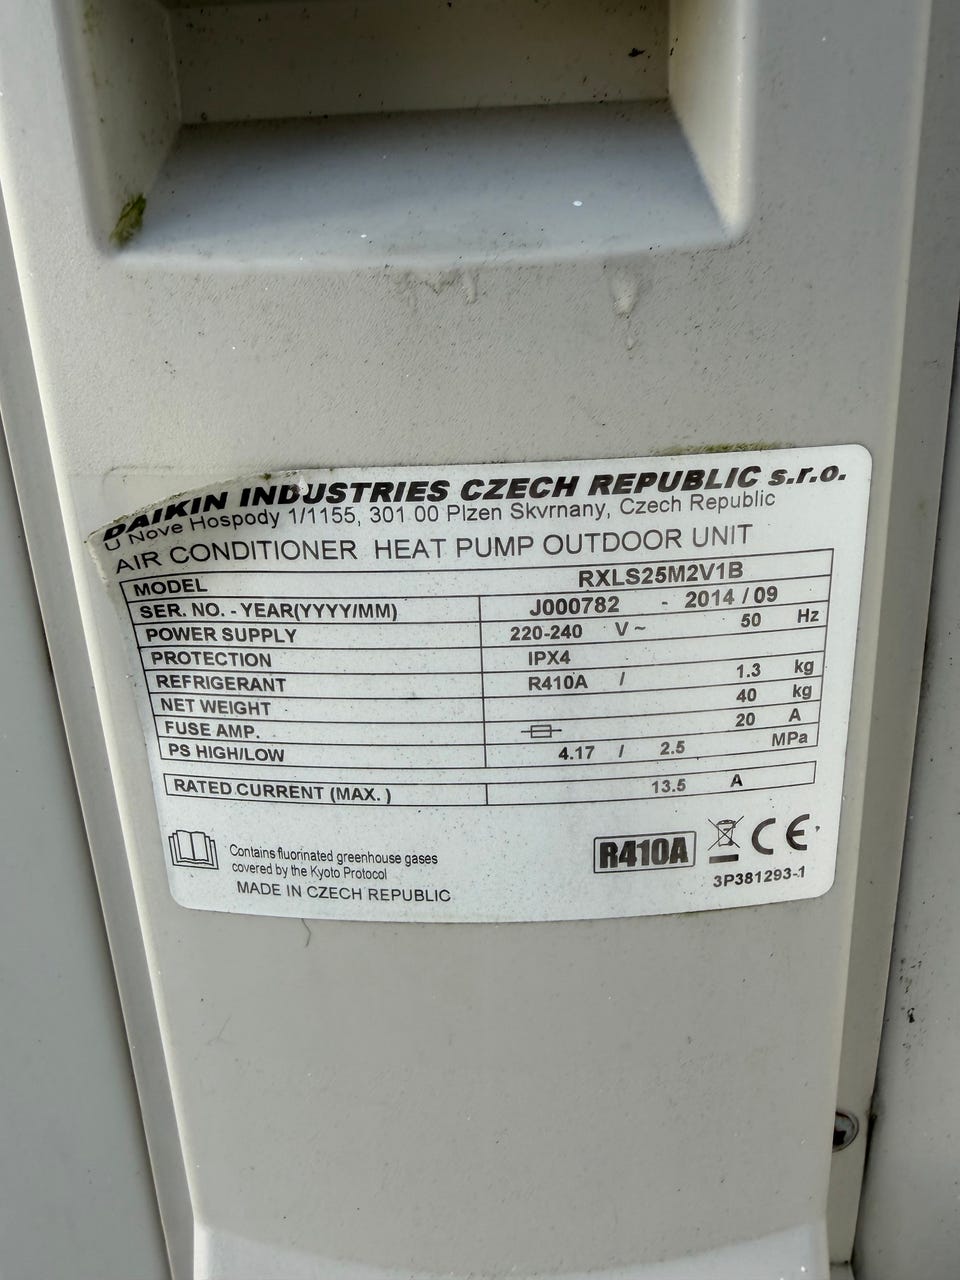 DAIKIN INDUSTRIES CZECH REPUBLIC s.r.o.
U Nove Hospody 1/1155, 301 00 Plzen Skvrnany, Czech Republic
AIR CONDITIONER HEAT PUMP OUTDOOR UNIT
MODEL RXLS25M2V1B
SER. NO. - YEAR(YYYY/MM) J000782 - 2014 / 09
POWER SUPPLY 220-240 V ~ 50 Hz
PROTECTION IPX4
REFRIGERANT R410A / 1.3 kg
NET WEIGHT 40 kg
FUSE AMP. 20 A
PS HIGH/LOW 4.17 / 2.5 MPa
RATED CURRENT (MAX. ) 13.5 A
Contains fluorinated greenhouse gases
covered by the Kyoto Protocol
MADE IN CZECH REPUBLIC
R410A CE
3P381293-1